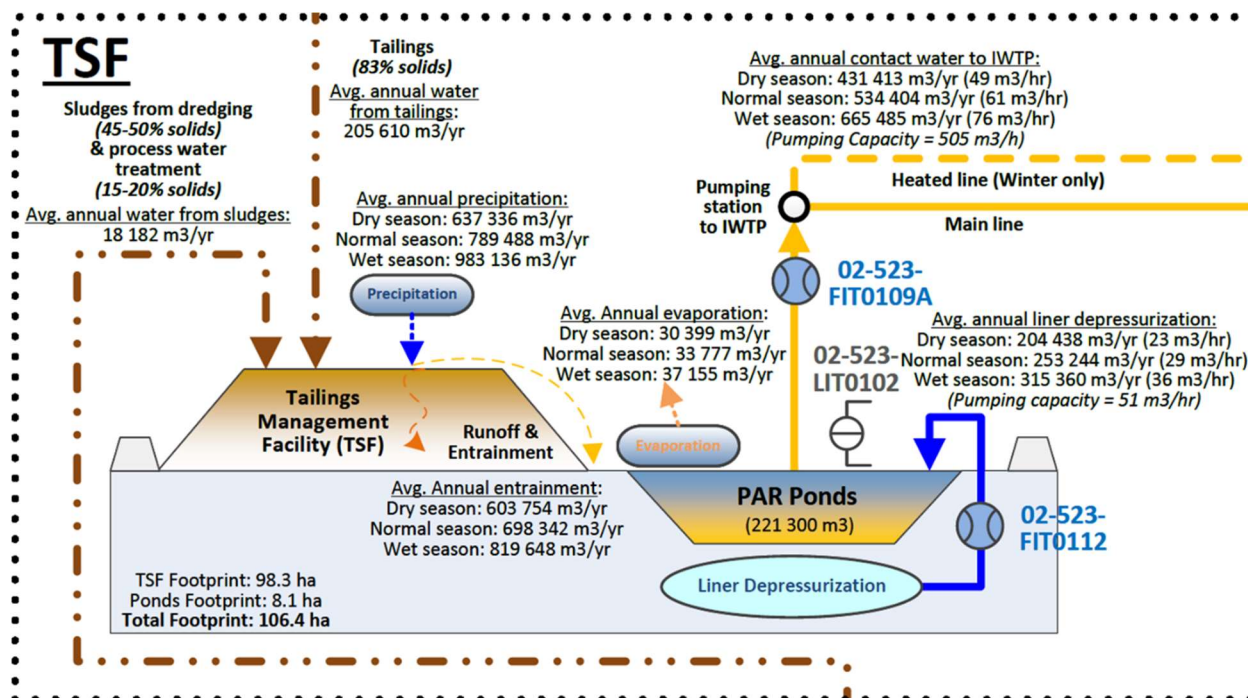 TSF
Sludges from dredging
(45-50% solids)
& process water
treatment
(15-20% solids)
Avg. annual water from sludges:
18 182 m3/yr
Tailings
(83% solids)
Avg. annual water
from tailings:
205 610 m3/yr
Avg. annual precipitation:
Dry season: 637 336 m3/yr
Normal season: 789 488 m3/yr
Wet season: 983 136 m3/yr
Precipitation
Avg. annual contact water to IWTP:
Dry season: 431 413 m3/yr (49 m3/hr)
Normal season: 534 404 m3/yr (61 m3/hr)
Wet season: 665 485 m3/yr (76 m3/hr)
(Pumping Capacity = 505 m3/h)
Pumping
station
to IWTP
Heated line (Winter only)
Main line
02-523-
FIT0109A
Avg. Annual evaporation:
Dry season: 30 399 m3/yr
Normal season: 33 777 m3/yr
Wet season: 37 155 m3/yr
Evaporation
02-523-
LIT0102
Avg. annual liner depressurization:
Dry season: 204 438 m3/yr (23 m3/hr)
Normal season: 253 244 m3/yr (29 m3/hr)
Wet season: 315 360 m3/yr (36 m3/hr)
(Pumping capacity = 51 m3/hr)
Tailings
Management
Facility (TSF)
Runoff &
Entrainment
Avg. Annual entrainment:
Dry season: 603 754 m3/yr
Normal season: 698 342 m3/yr
Wet season: 819 648 m3/yr
PAR Ponds
(221 300 m3)
02-523-
FIT0112
Liner Depressurization
TSF Footprint: 98.3 ha
Ponds Footprint: 8.1 ha
Total Footprint: 106.4 ha